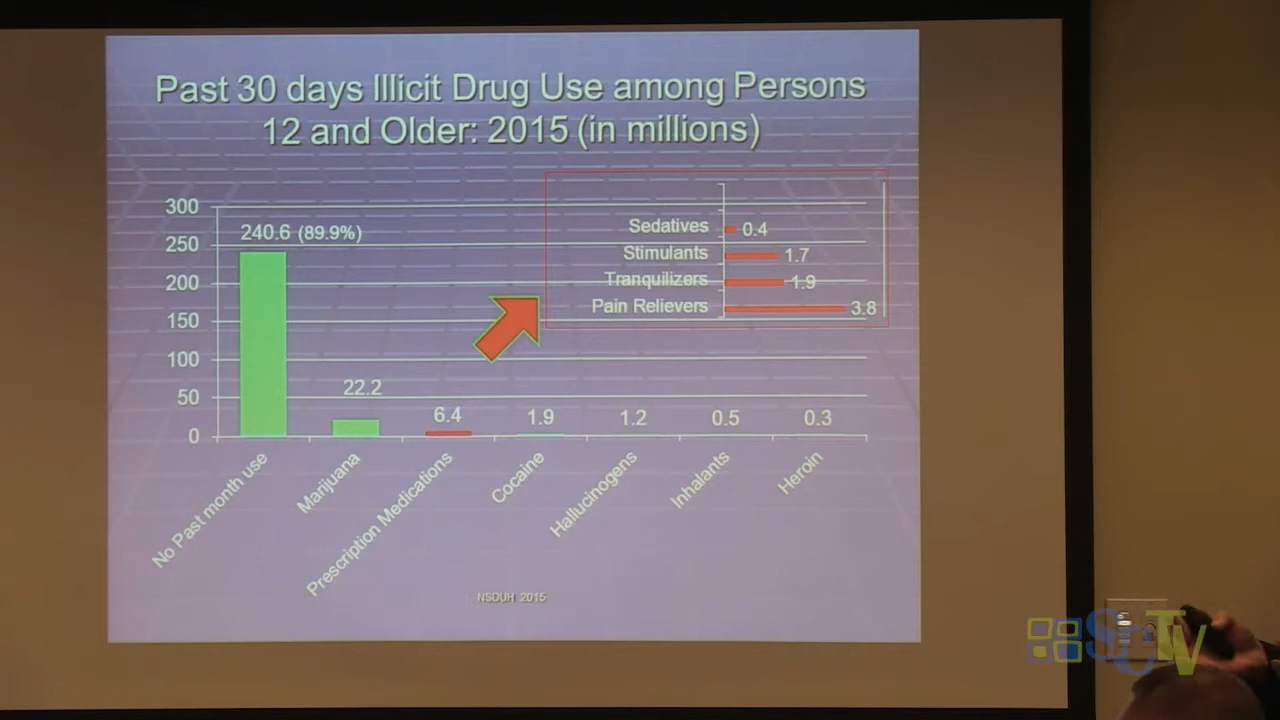 Past 30 days Illicit Drug Use among Persons
12 and Older: 2015 (in millions)
300
250
200
150
100
50
0
240.6 (89.9%)
22.2
6.4
1.9
1.2
0.5
0.3
Sedatives 0.4
Stimulants 1.7
Tranquilizers 1.9
Pain Relievers 3.8
No Past month use
Marijuana
Prescription Medications
Cocaine
Hallucinogens
Inhalants
Heroin
NSDUH 2015
SCTV